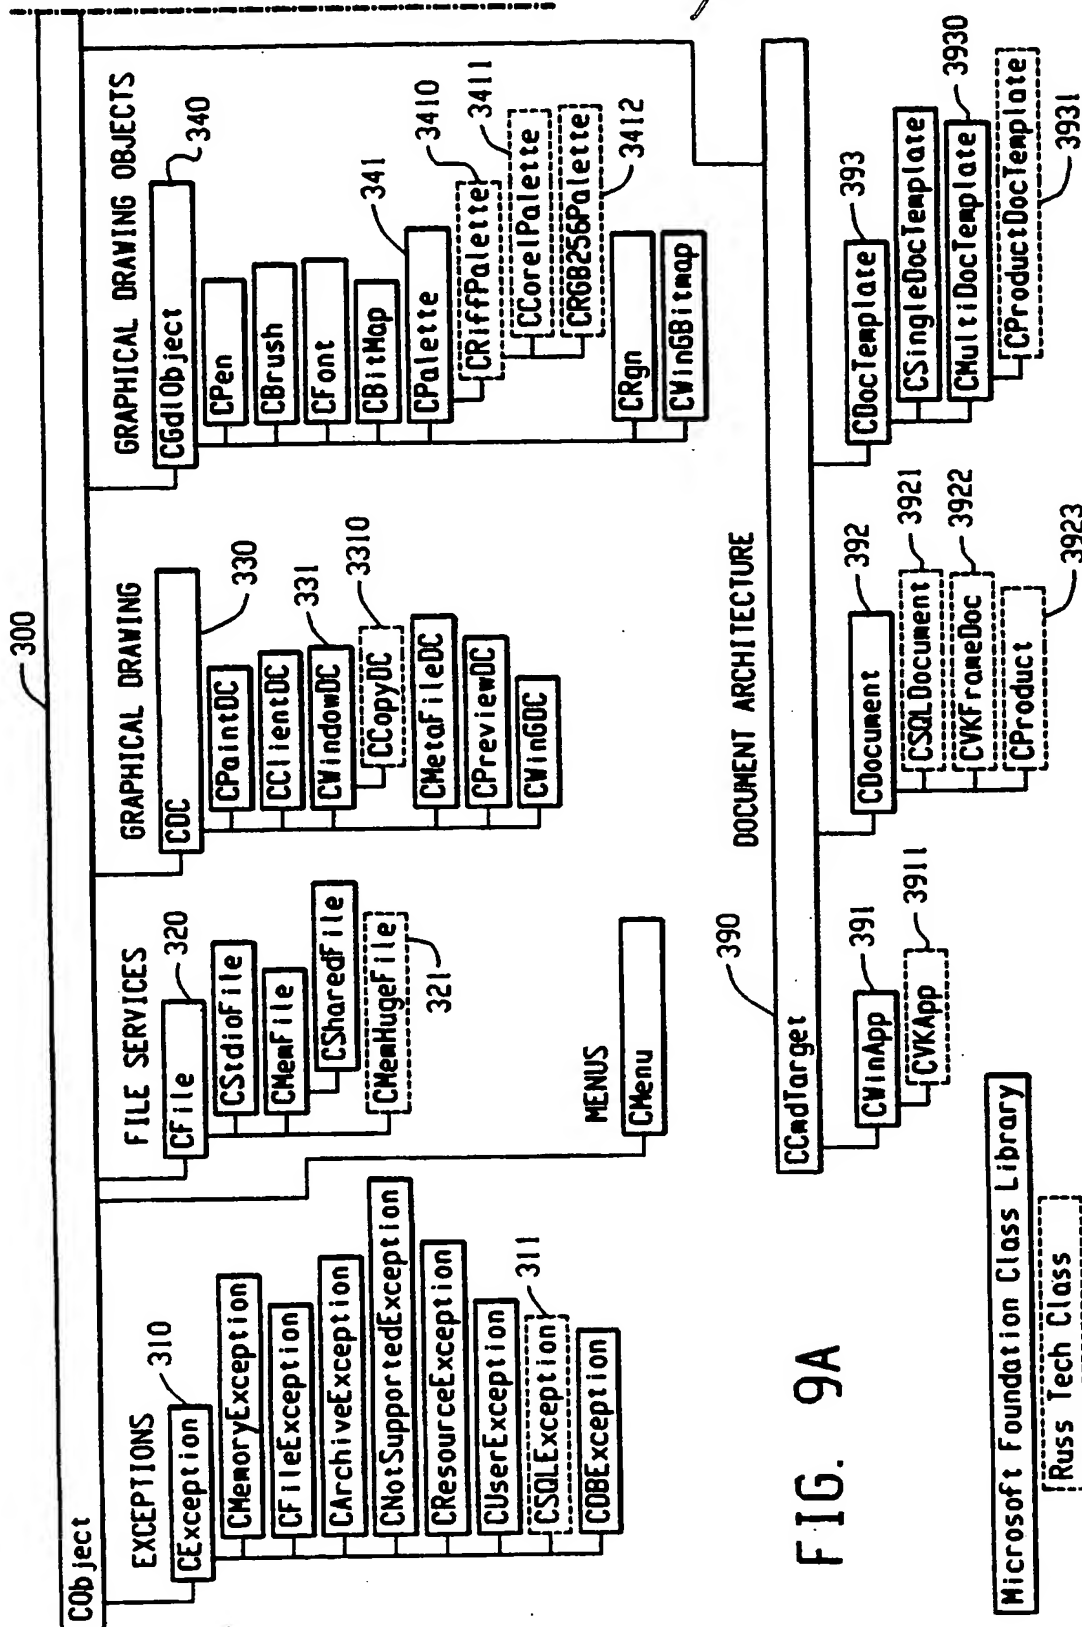 300
CObject
EXCEPTIONS
310
CException
CMemoryException
CFileException
CArchiveException
CNotSupportedException
CResourceException
CUserException
CSQLException
311
CDBException
FILE SERVICES
320
CFile
CStdioFile
CMemFile
CSharedFile
CMemHugeFile
321
MENUS
CMenu
GRAPHICAL DRAWING
330
CDC
CPaintDC
CClientDC
CWindowDC
331
CCopyDC
3310
CMetaFileDC
CPreviewDC
CWinGDC
GRAPHICAL DRAWING OBJECTS
340
CGdiObject
CPen
CBrush
CFont
CBitMap
CPalette
341
CRiffPalette
3410
CCorelPalette
3411
CRGB256Palette
3412
CRgn
CWinGBitmap
DOCUMENT ARCHITECTURE
390
CCmdTarget
CWinApp
391
CVKApp
3911
CDocument
392
CSQLDocument
3921
CVKFrameDoc
3922
CProduct
3923
CDocTemplate
393
CSingleDocTemplate
CMultiDocTemplate
3930
CProductDocTemplate
3931
FIG. 9A
Microsoft Foundation Class Library
Russ Tech Class